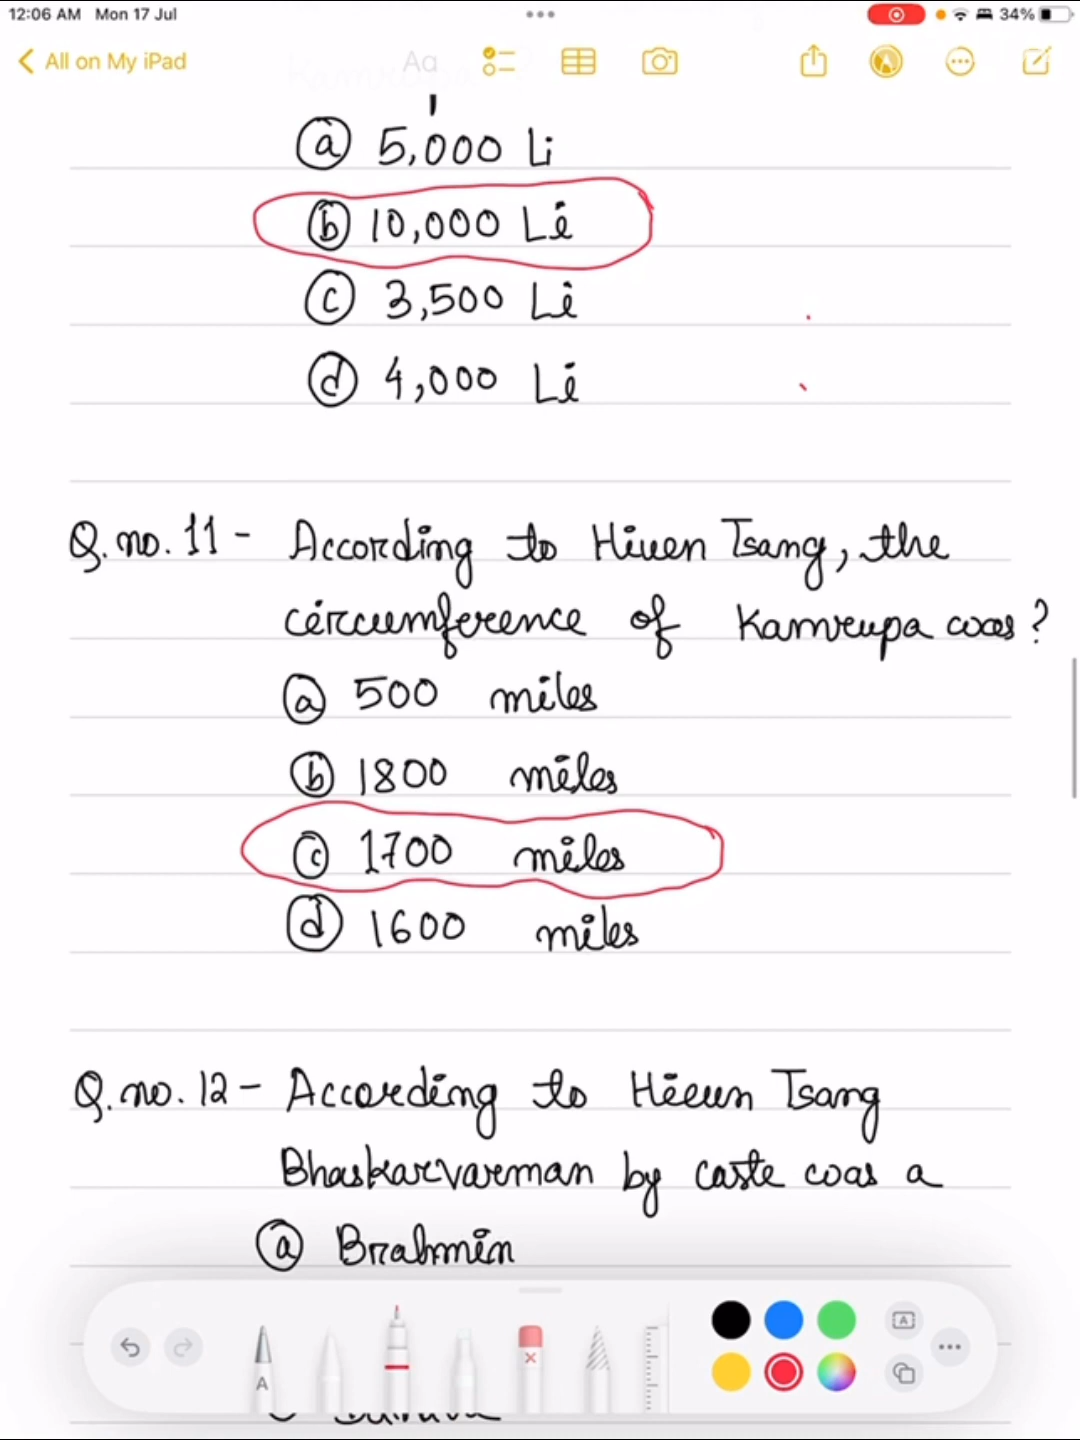 12:06 AM Mon 17 Jul
34%
All on My iPad
Aa
ⓐ 5,000 Li
ⓑ 10,000 Li
ⓒ 3,500 Li
ⓓ 4,000 Li
Q. no. 11 - According to Hiuen Tsang, the
circumference of Kamrupa was?
ⓐ 500 miles
ⓑ 1800 miles
ⓒ 1700 miles
ⓓ 1600 miles
Q. no. 12 - According to Hieun Tsang
Bhaskarvarman by caste was a
ⓐ Brahmin
A
A